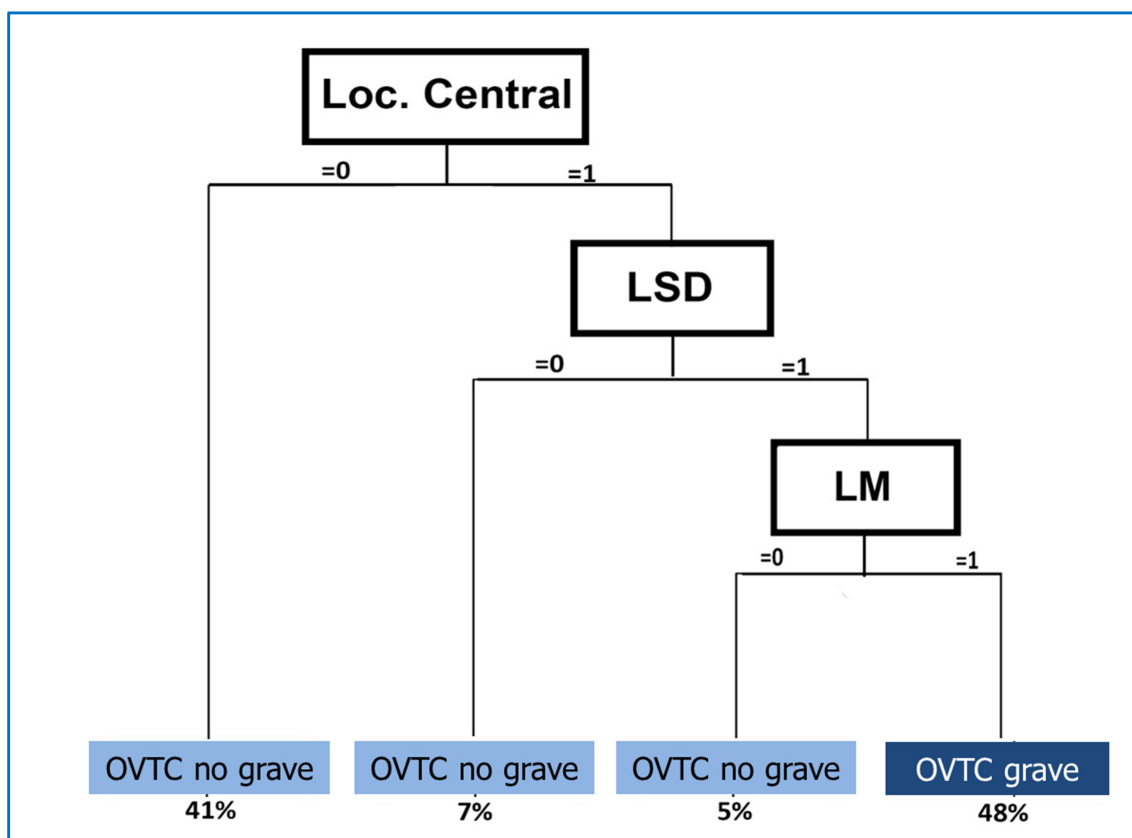 Loc. Central
=0
=1
LSD
=0
=1
LM
=0
=1
OVTC no grave
OVTC no grave
OVTC no grave
OVTC grave
41%
7%
5%
48%